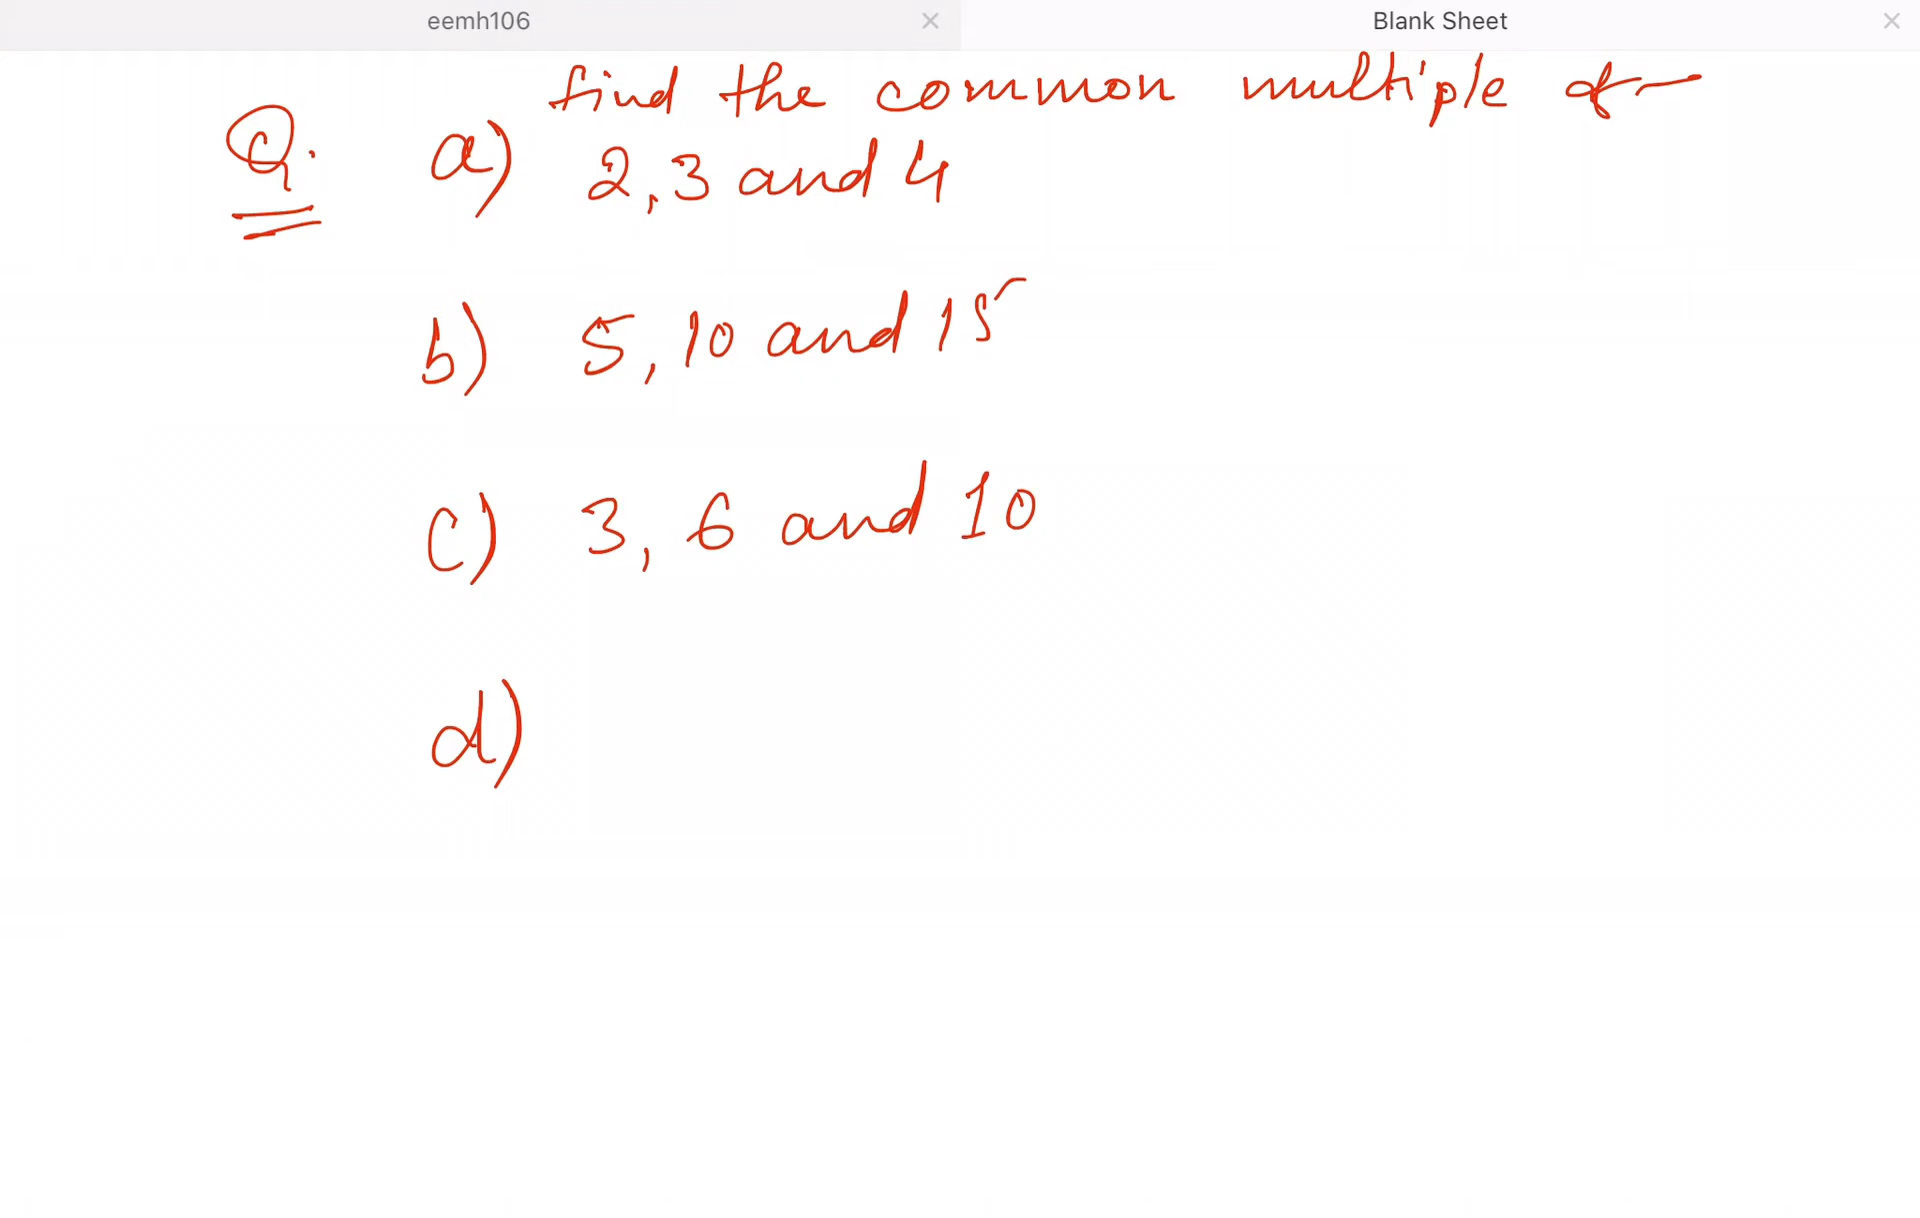 eemh106 × Blank Sheet ×
find the common multiple of-
Q. a) 2, 3 and 4
b) 5, 10 and 15
c) 3, 6 and 10
d)